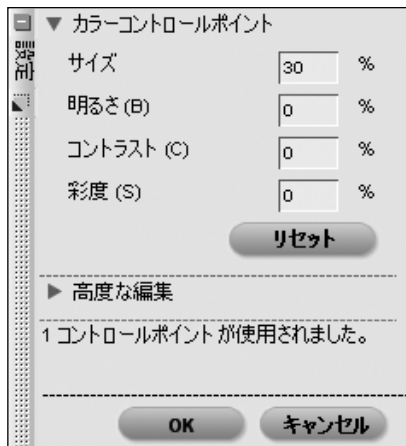 設定
▼ カラーコントロールポイント
サイズ 30 %
明るさ (B) 0 %
コントラスト (C) 0 %
彩度 (S) 0 %
リセット
▶ 高度な編集
1 コントロールポイント が使用されました。
OK キャンセル